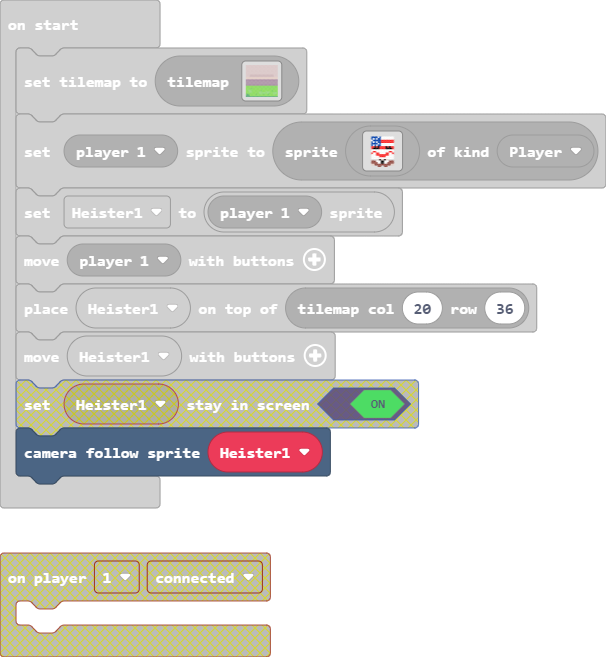 on start
set tilemap to tilemap
set player 1 sprite to sprite of kind Player
set Heister1 to player 1 sprite
move player 1 with buttons
place Heister1 on top of tilemap col 20 row 36
move Heister1 with buttons
set Heister1 stay in screen ON
camera follow sprite Heister1
on player 1 connected